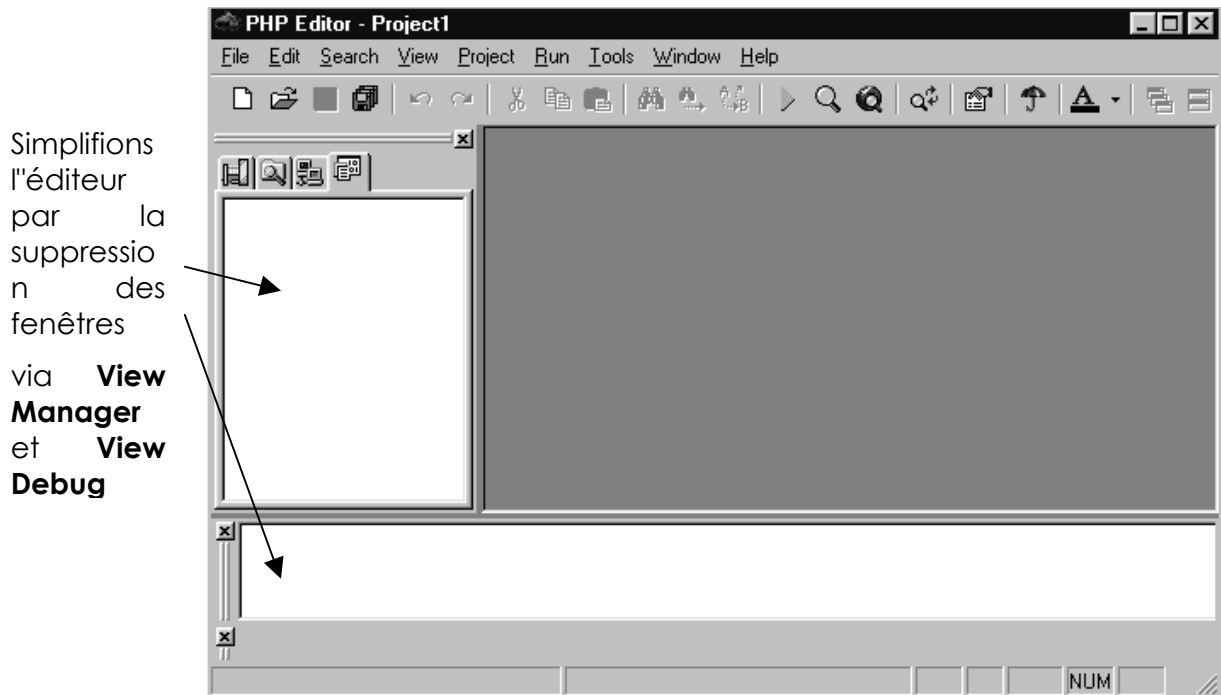 PHP Editor - Project1
File Edit Search View Project Run Tools Window Help
Simplifions
l"éditeur
par la
suppressio
n des
fenêtres
via View
Manager
et View
Debug
NUM